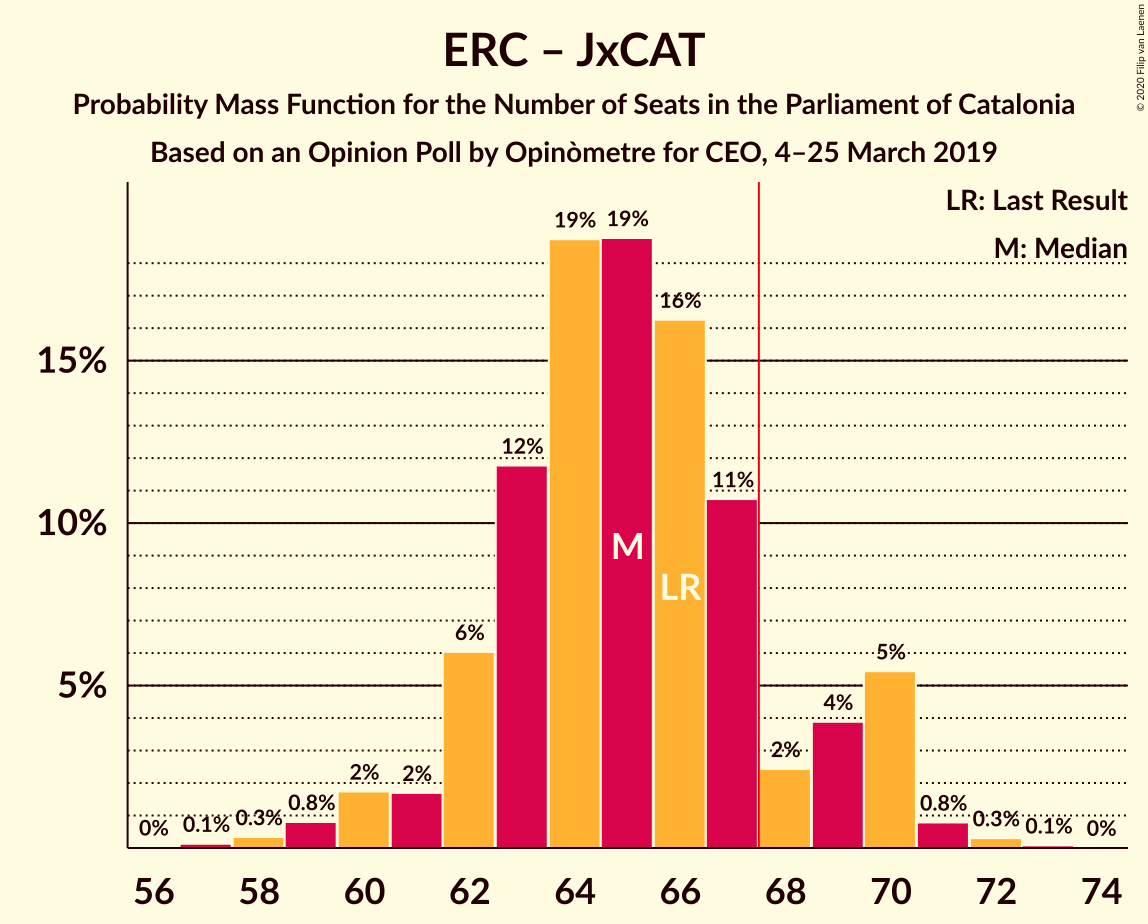 ERC – JxCAT
Probability Mass Function for the Number of Seats in the Parliament of Catalonia
Based on an Opinion Poll by Opinòmetre for CEO, 4–25 March 2019
© 2020 Filip van Laenen
LR: Last Result
M: Median
15%
10%
5%
0%
0.1%
0.3%
0.8%
2%
2%
6%
12%
19%
19%
16%
11%
2%
4%
5%
0.8%
0.3%
0.1%
0%
M
LR
56 58 60 62 64 66 68 70 72 74